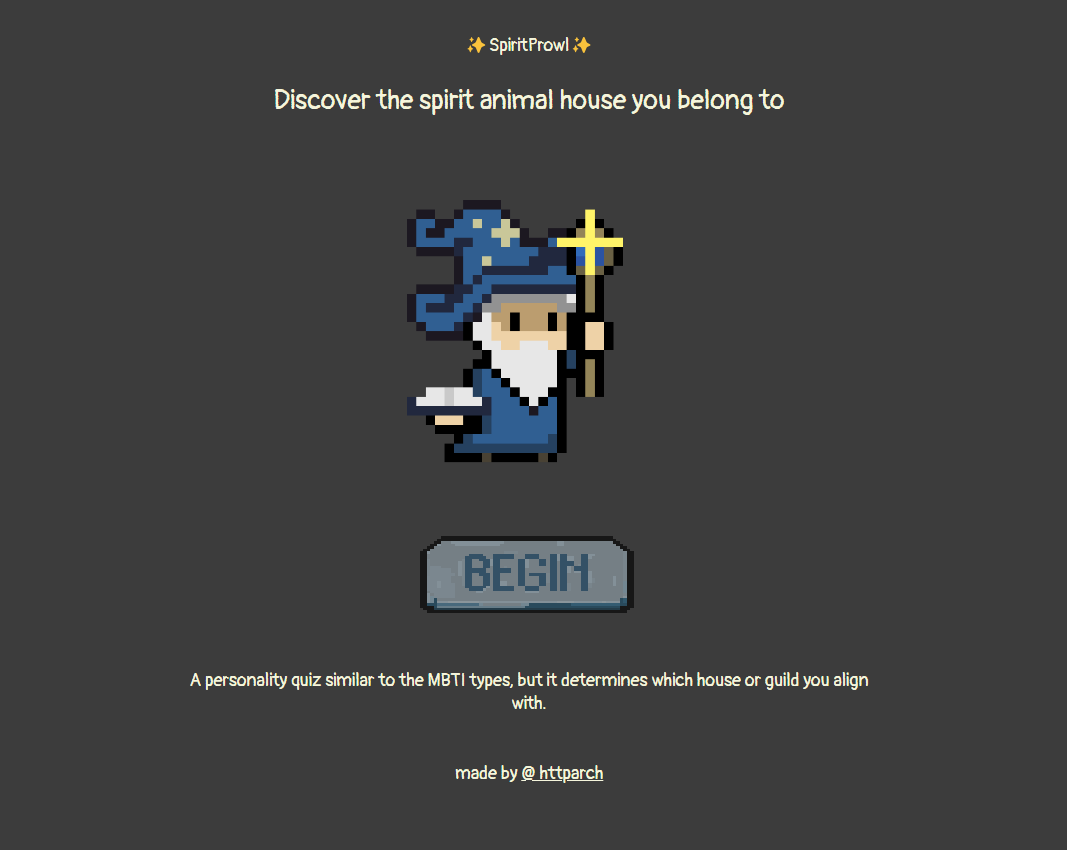 ✨ SpiritProwl ✨
Discover the spirit animal house you belong to
BEGIN
A personality quiz similar to the MBTI types, but it determines which house or guild you align
with.
made by @ httparch